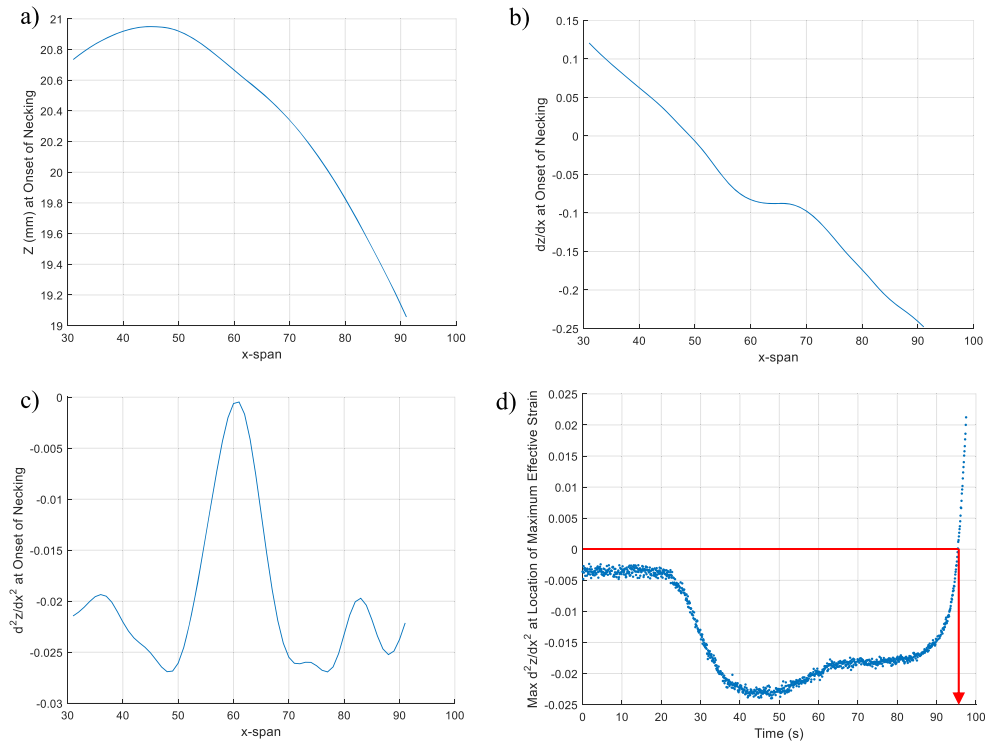 a)
Z (mm) at Onset of Necking
21
20.8
20.6
20.4
20.2
20
19.8
19.6
19.4
19.2
19
30 40 50 60 70 80 90 100
x-span
b)
dz/dx at Onset of Necking
0.15
0.1
0.05
0
-0.05
-0.1
-0.15
-0.2
-0.25
30 40 50 60 70 80 90 100
x-span
c)
d²z/dx² at Onset of Necking
0
-0.005
-0.01
-0.015
-0.02
-0.025
-0.03
30 40 50 60 70 80 90 100
x-span
d)
Max d²z/dx² at Location of Maximum Effective Strain
0.025
0.02
0.015
0.01
0.005
0
-0.005
-0.01
-0.015
-0.02
-0.025
0 10 20 30 40 50 60 70 80 90 100
Time (s)